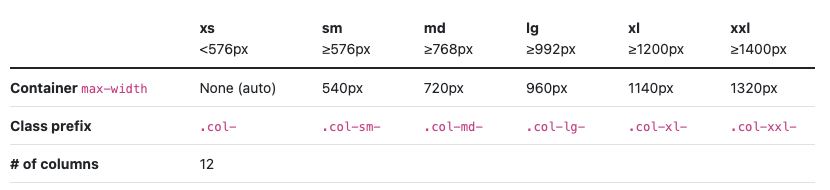 xs sm md lg xl xxl
<576px ≥576px ≥768px ≥992px ≥1200px ≥1400px
Container max-width None (auto) 540px 720px 960px 1140px 1320px
Class prefix .col- .col-sm- .col-md- .col-lg- .col-xl- .col-xxl-
# of columns 12